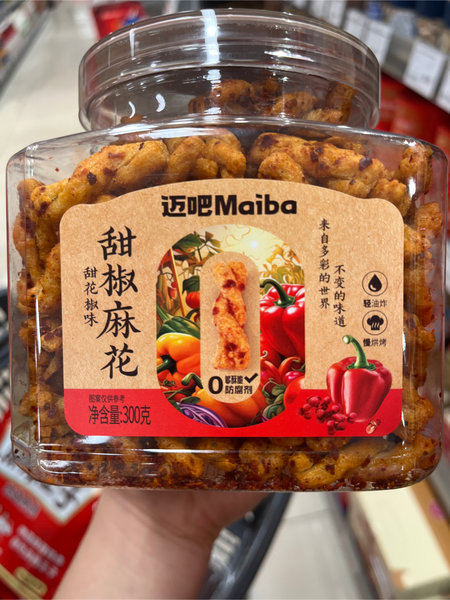 迈吧Maiba
甜椒麻花
甜花椒味
来自多彩的世界
不变的味道
轻油炸
慢烘烤
0
防腐剂
图案仅供参考
净含量:300克